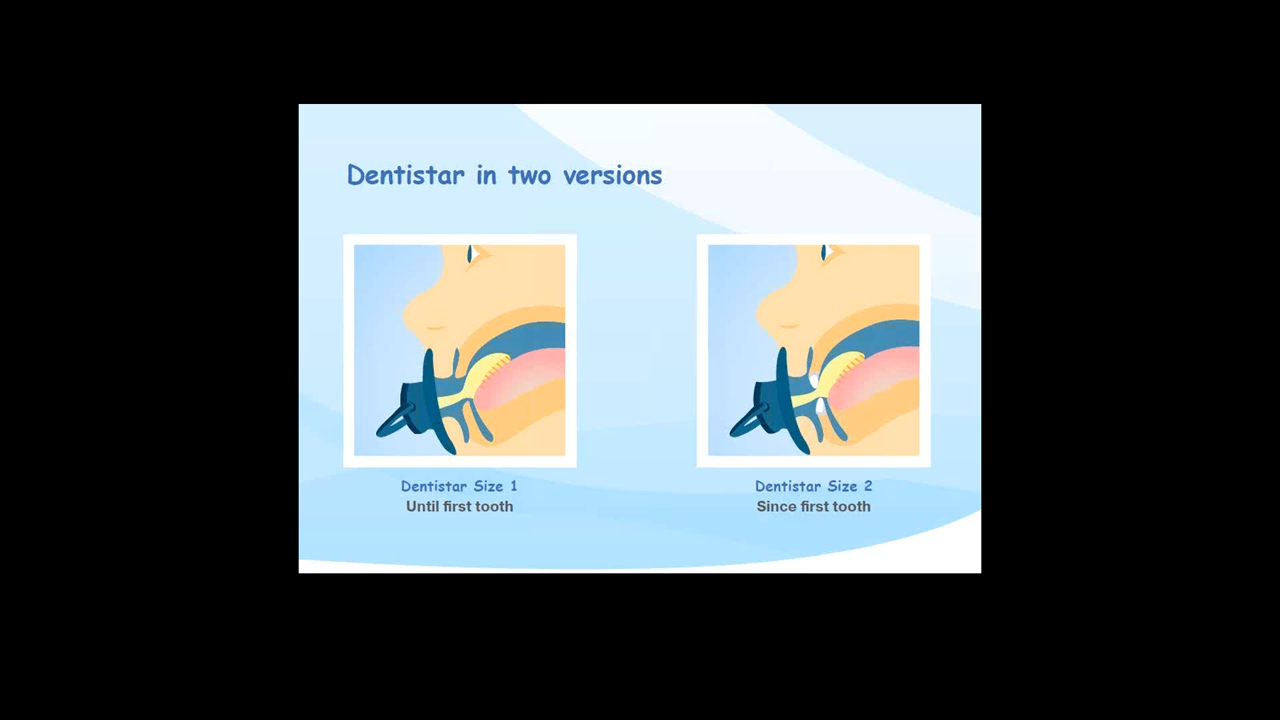 Dentistar in two versions
Dentistar Size 1
Until first tooth
Dentistar Size 2
Since first tooth